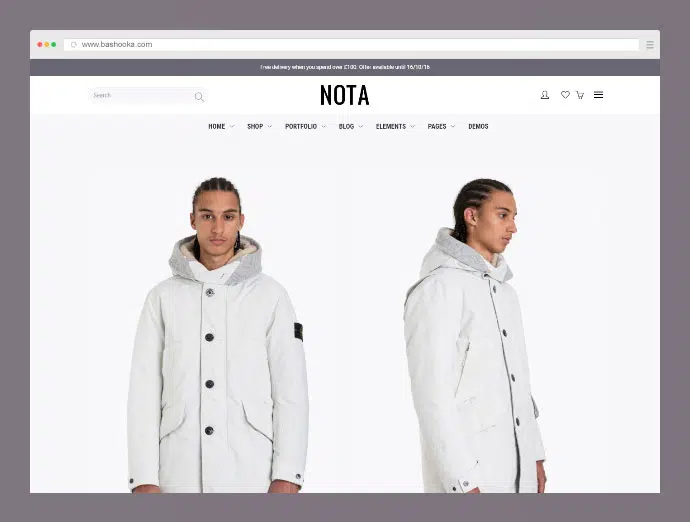 www.bashooka.com
Free delivery when you spend over £100. Offer available until 16/10/16
Search
NOTA
HOME SHOP PORTFOLIO BLOG ELEMENTS PAGES DEMOS